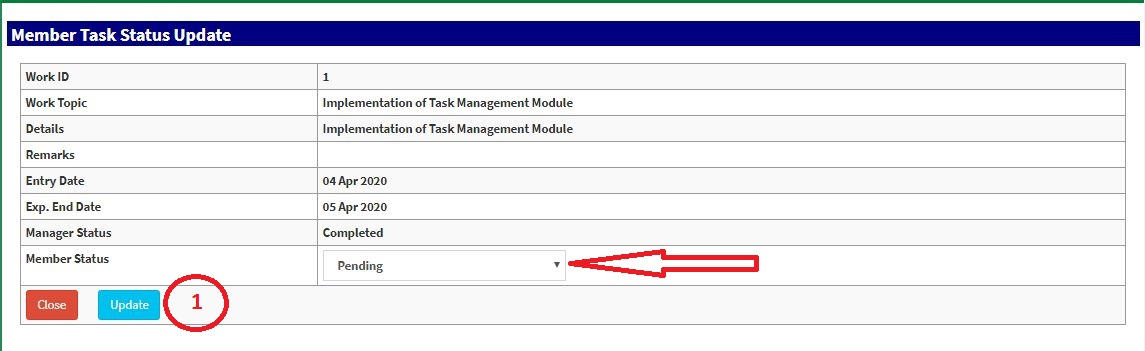 Member Task Status Update
Work ID 1
Work Topic Implementation of Task Management Module
Details Implementation of Task Management Module
Remarks
Entry Date 04 Apr 2020
Exp. End Date 05 Apr 2020
Manager Status Completed
Member Status Pending
Close Update 1